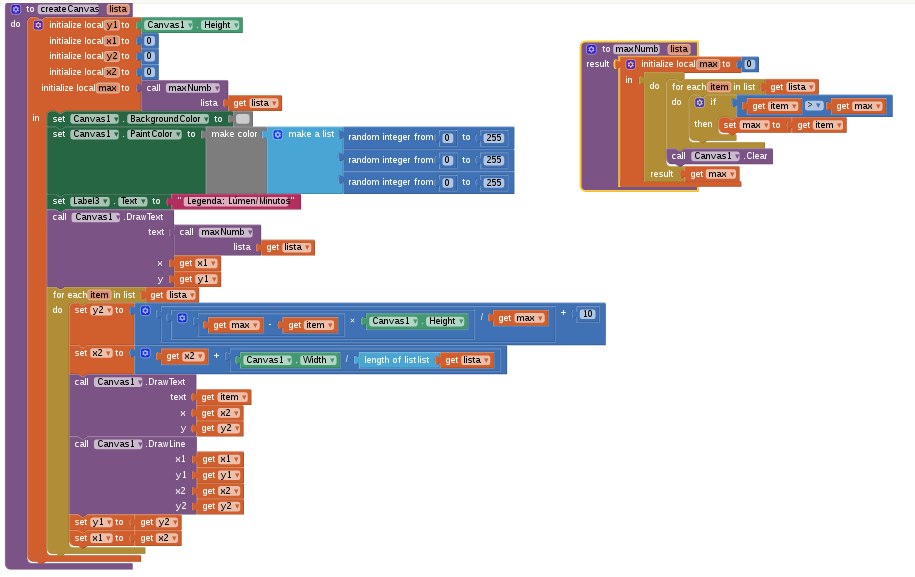 to createCanvas lista
do initialize local y1 to Canvas1 . Height
initialize local x1 to 0
initialize local y2 to 0
initialize local x2 to 0
initialize local max to call maxNumb
lista get lista
in set Canvas1 . BackgroundColor to
set Canvas1 . PaintColor to make color make a list random integer from 0 to 255
random integer from 0 to 255
random integer from 0 to 255
set Label3 . Text to " Legenda: Lumen/Minutos "
call Canvas1 .DrawText
text call maxNumb
lista get lista
x get x1
y get y1
for each item in list get lista
do set y2 to get max - get item × Canvas1 . Height / get max + 10
set x2 to get x2 + Canvas1 . Width / length of list list get lista
call Canvas1 .DrawText
text get item
x get x2
y get y2
call Canvas1 .DrawLine
x1 get x1
y1 get y1
x2 get x2
y2 get y2
set y1 to get y2
set x1 to get x2
to maxNumb lista
result initialize local max to 0
in do for each item in list get lista
do if get item > get max
then set max to get item
call Canvas1 .Clear
result get max